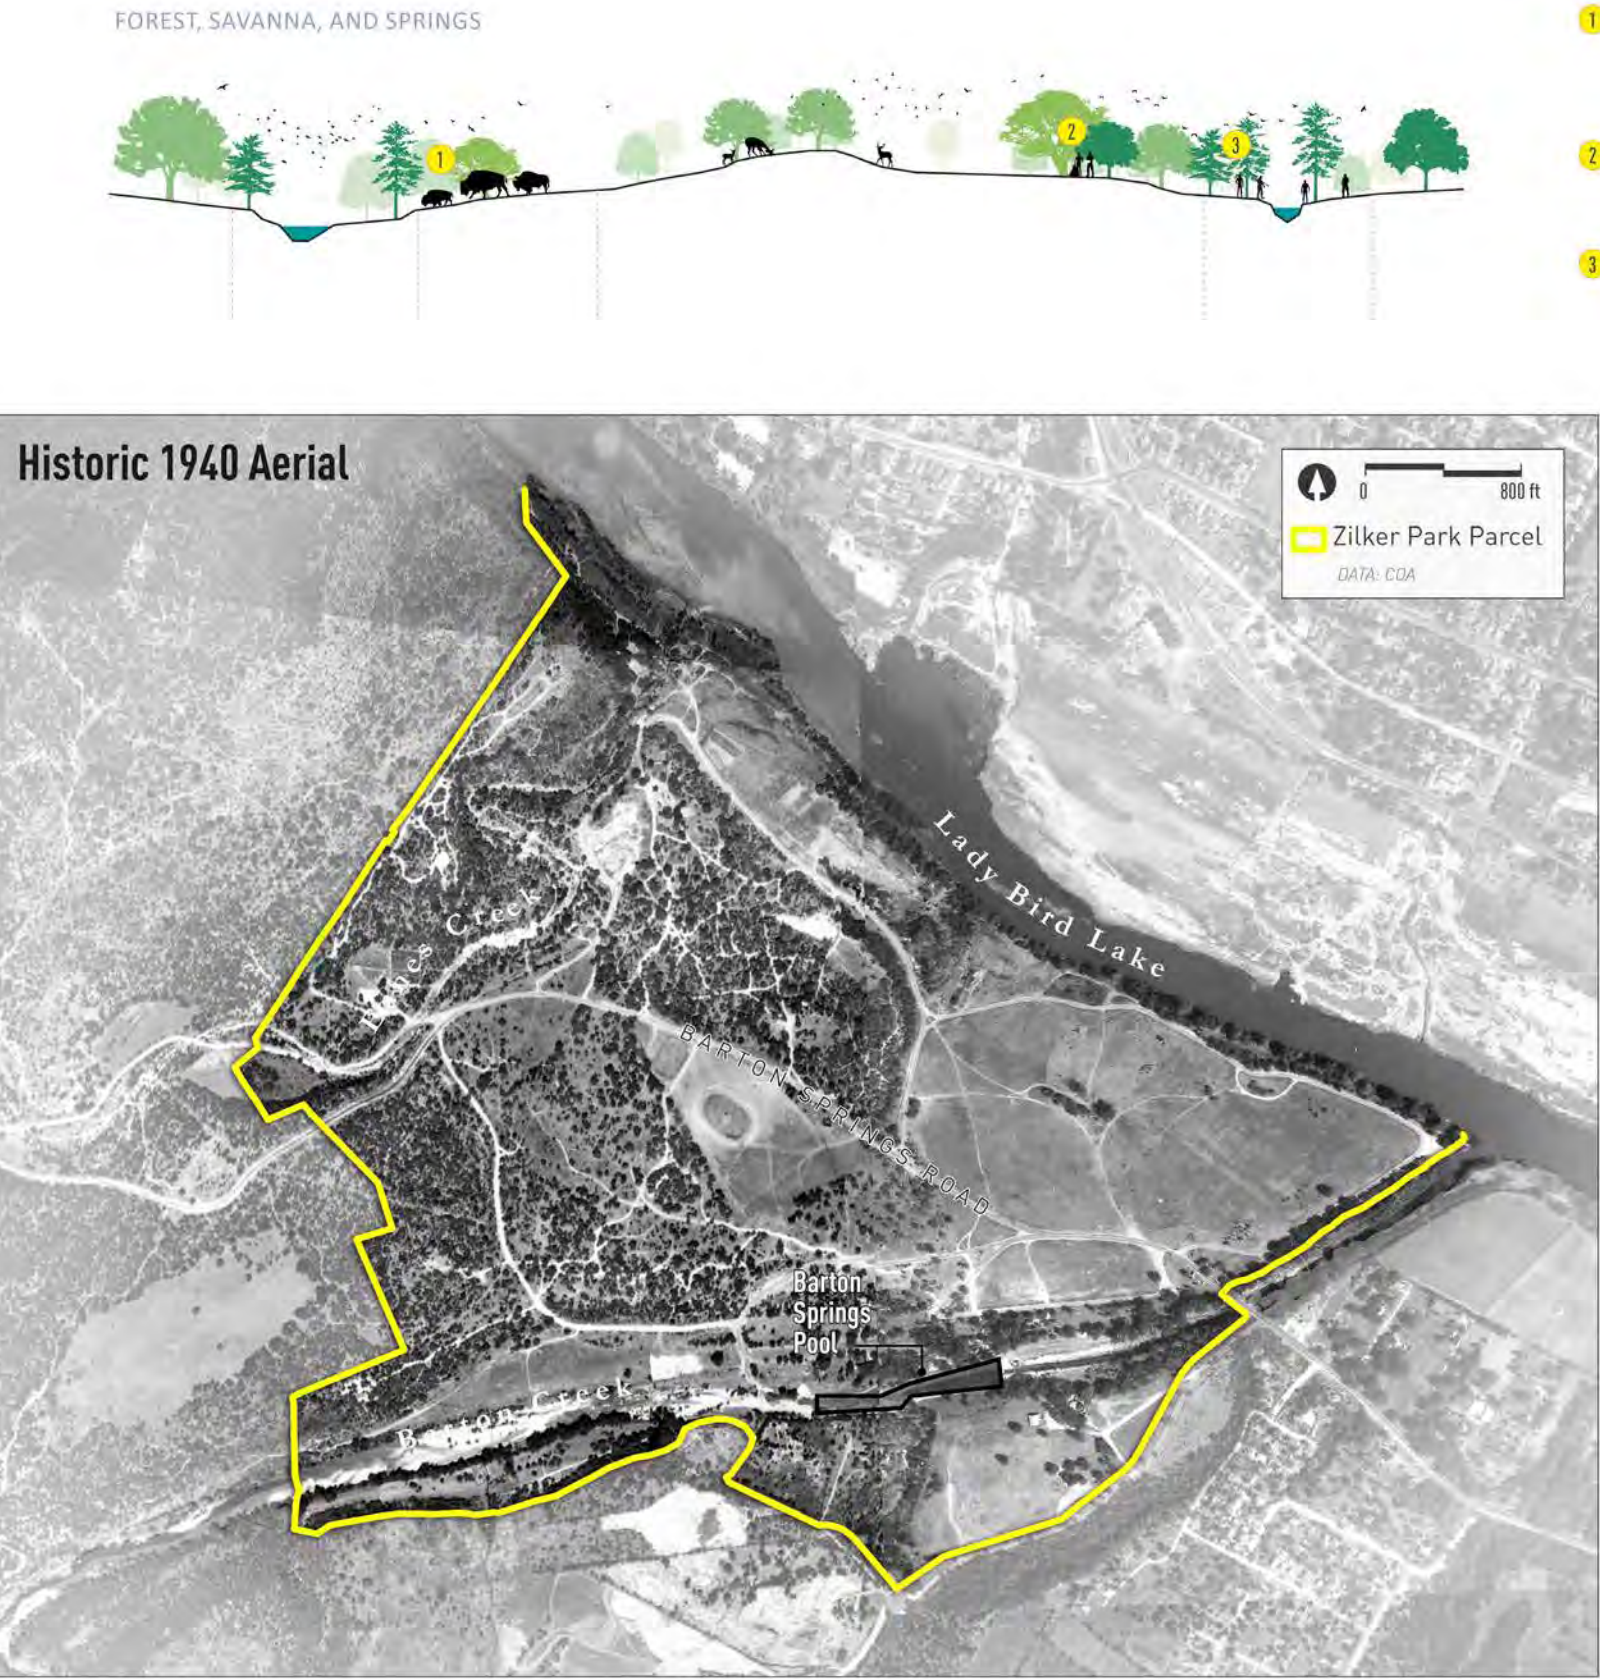 FOREST, SAVANNA, AND SPRINGS
1
2
3
1
2
3
Historic 1940 Aerial
0
800 ft
Zilker Park Parcel
DATA: COA
Lady Bird Lake
Creek
BARTON SPRINGS ROAD
Barton
Springs
Pool
Barton Creek